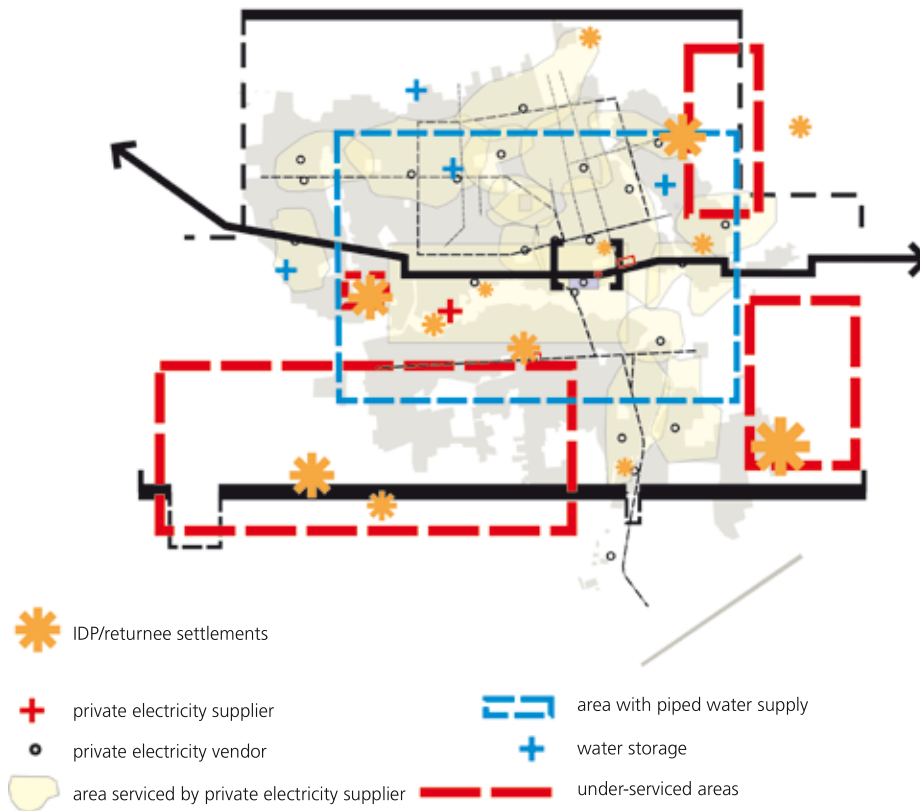 IDP/returnee settlements
private electricity supplier
private electricity vendor
area serviced by private electricity supplier
area with piped water supply
water storage
under-serviced areas